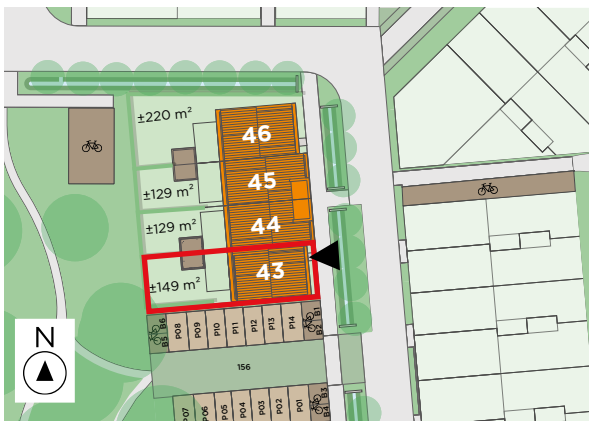 ±220 m²
46
±129 m²
45
±129 m²
44
±149 m²
43
B6
B5
P08
P09
P10
P11
P12
P13
P14
B1
B2
156
P07
P06
P05
P04
P03
P02
P01
B3
B4
N